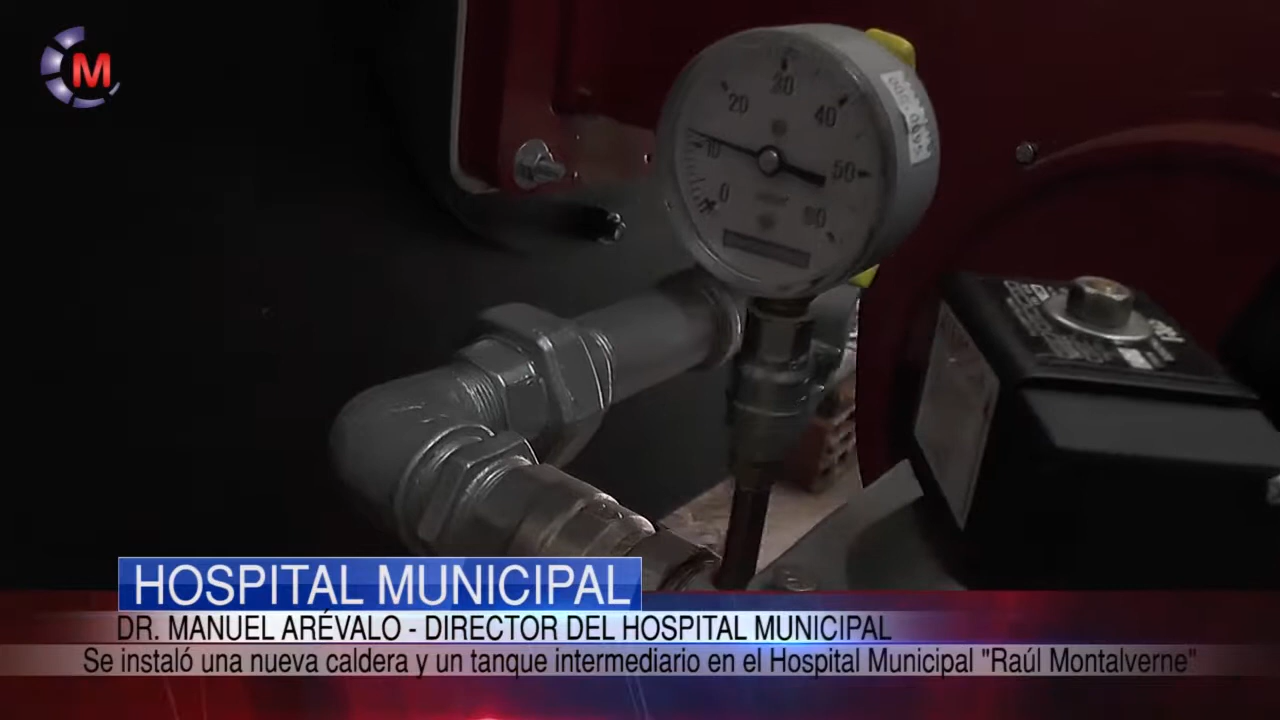 M
20
30
40
10
50
0
60
HOSPITAL MUNICIPAL
DR. MANUEL ARÉVALO - DIRECTOR DEL HOSPITAL MUNICIPAL
Se instaló una nueva caldera y un tanque intermediario en el Hospital Municipal "Raúl Montalverne"